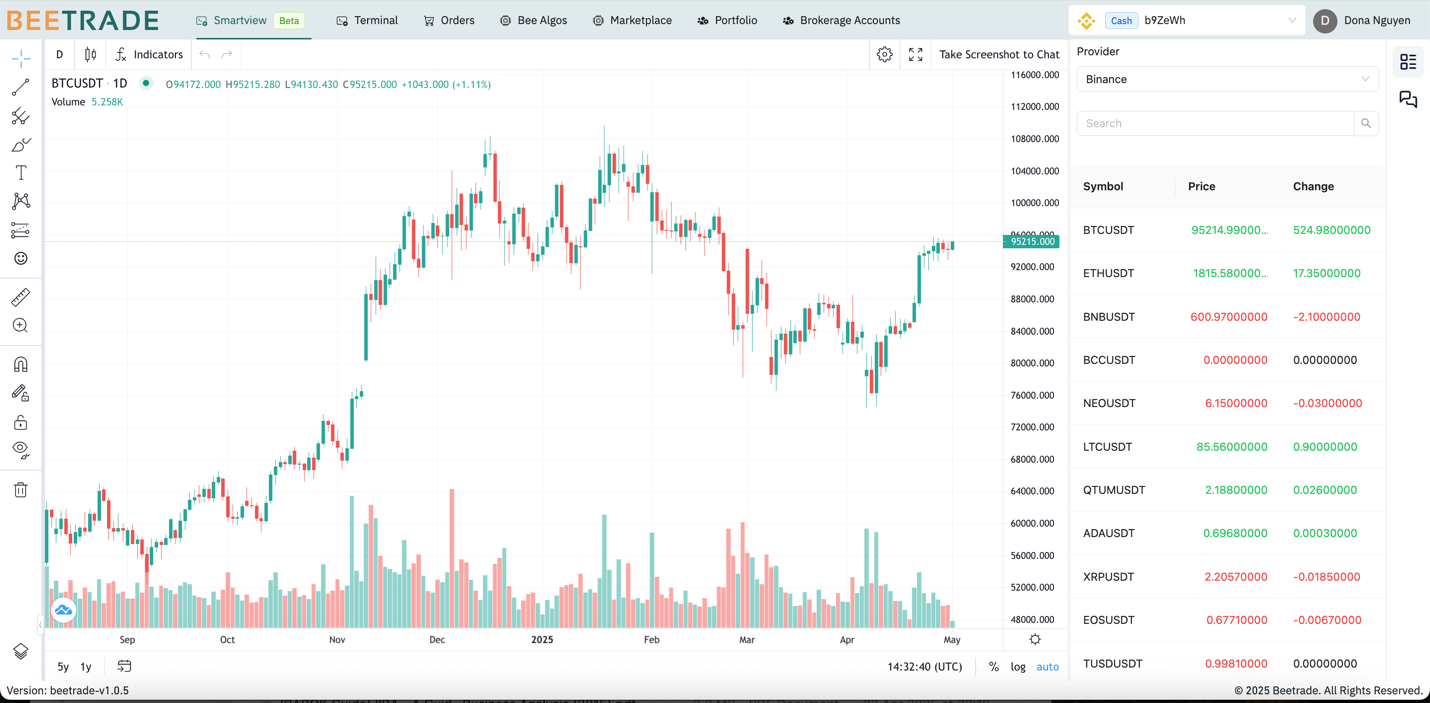 BEETRADE
Smartview Beta Terminal Orders Bee Algos Marketplace Portfolio Brokerage Accounts
Cash b9ZeWh
D Dona Nguyen
D Indicators Take Screenshot to Chat
BTCUSDT · 1D O94172.000 H95215.280 L94130.430 C95215.000 +1043.000 (+1.11%)
Volume 5.258K
116000.000
112000.000
108000.000
104000.000
100000.000
96000.000
95215.000
92000.000
88000.000
84000.000
80000.000
76000.000
72000.000
68000.000
64000.000
60000.000
56000.000
52000.000
48000.000
Sep Oct Nov Dec 2025 Feb Mar Apr May
5y 1y 14:32:40 (UTC) % log auto
Provider
Binance
Search
Symbol Price Change
BTCUSDT 95214.99000... 524.98000000
ETHUSDT 1815.580000... 17.35000000
BNBUSDT 600.97000000 -2.10000000
BCCUSDT 0.00000000 0.00000000
NEOUSDT 6.15000000 -0.03000000
LTCUSDT 85.56000000 0.90000000
QTUMUSDT 2.18800000 0.02600000
ADAUSDT 0.69680000 0.00030000
XRPUSDT 2.20570000 -0.01850000
EOSUSDT 0.67710000 -0.00670000
TUSDUSDT 0.99810000 0.00000000
Version: beetrade-v1.0.5
© 2025 Beetrade. All Rights Reserved.